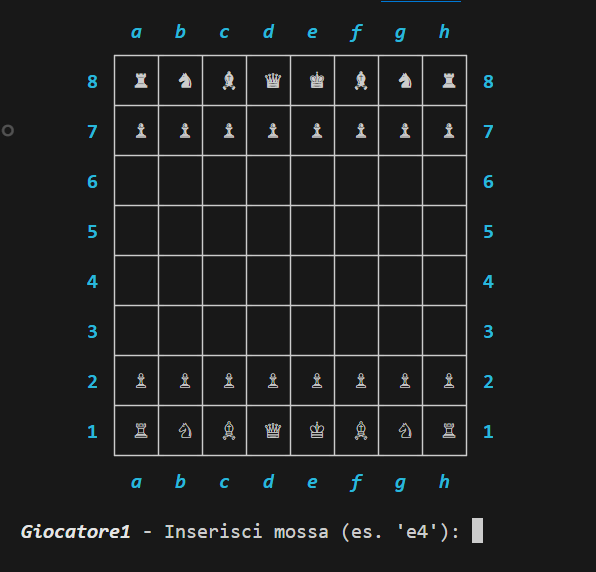 a b c d e f g h
8 ♜ ♞ ♝ ♛ ♚ ♝ ♞ ♜ 8
7 ♟ ♟ ♟ ♟ ♟ ♟ ♟ ♟ 7
6 6
5 5
4 4
3 3
2 ♙ ♙ ♙ ♙ ♙ ♙ ♙ ♙ 2
1 ♖ ♘ ♗ ♕ ♔ ♗ ♘ ♖ 1
a b c d e f g h
Giocatore1 - Inserisci mossa (es. 'e4'):